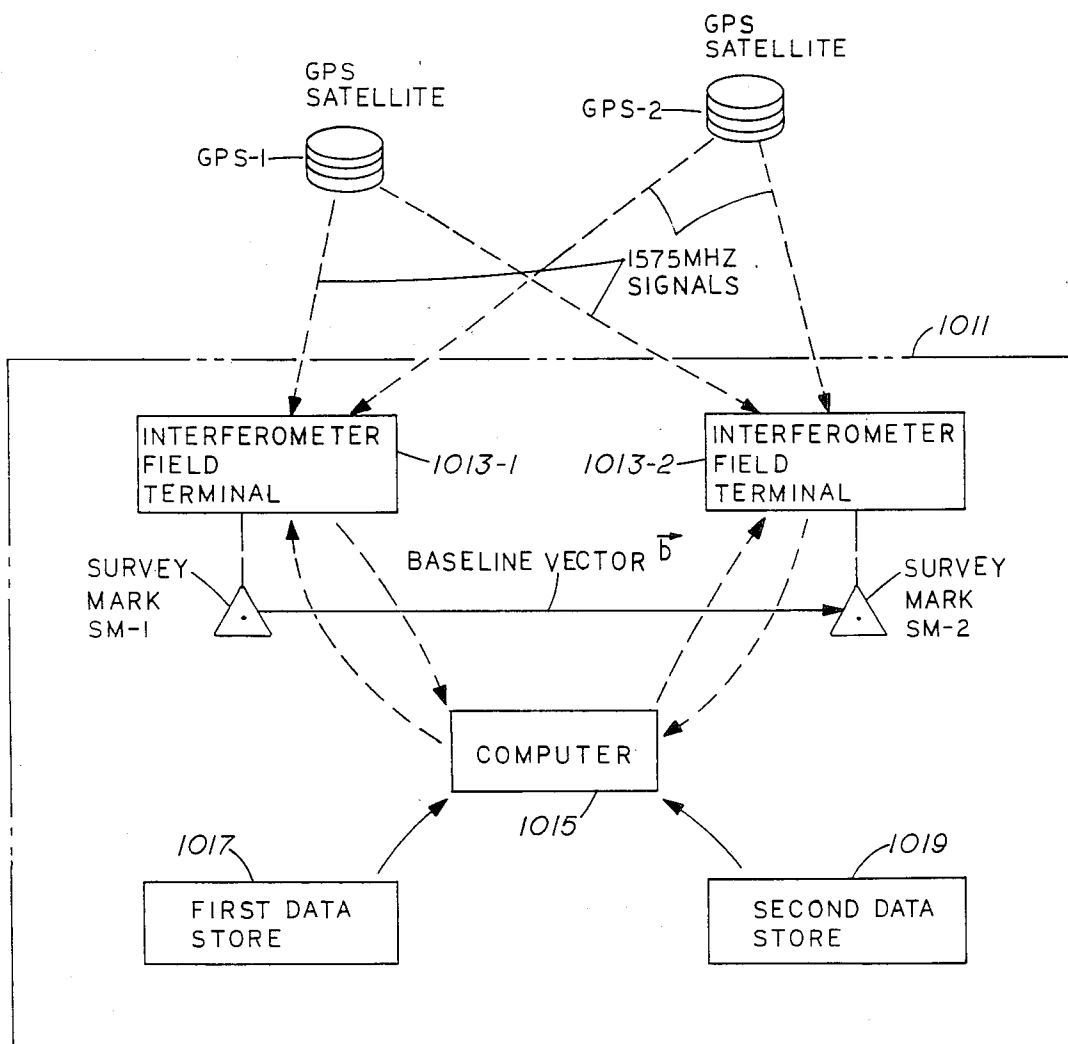 GPS
SATELLITE
GPS-2
GPS
SATELLITE
GPS-1
1575MHZ
SIGNALS
1011
INTERFEROMETER
FIELD
TERMINAL
1013-1
1013-2
INTERFEROMETER
FIELD
TERMINAL
BASELINE VECTOR b
SURVEY
MARK
SM-1
SURVEY
MARK
SM-2
COMPUTER
1015
1017
1019
FIRST DATA
STORE
SECOND DATA
STORE